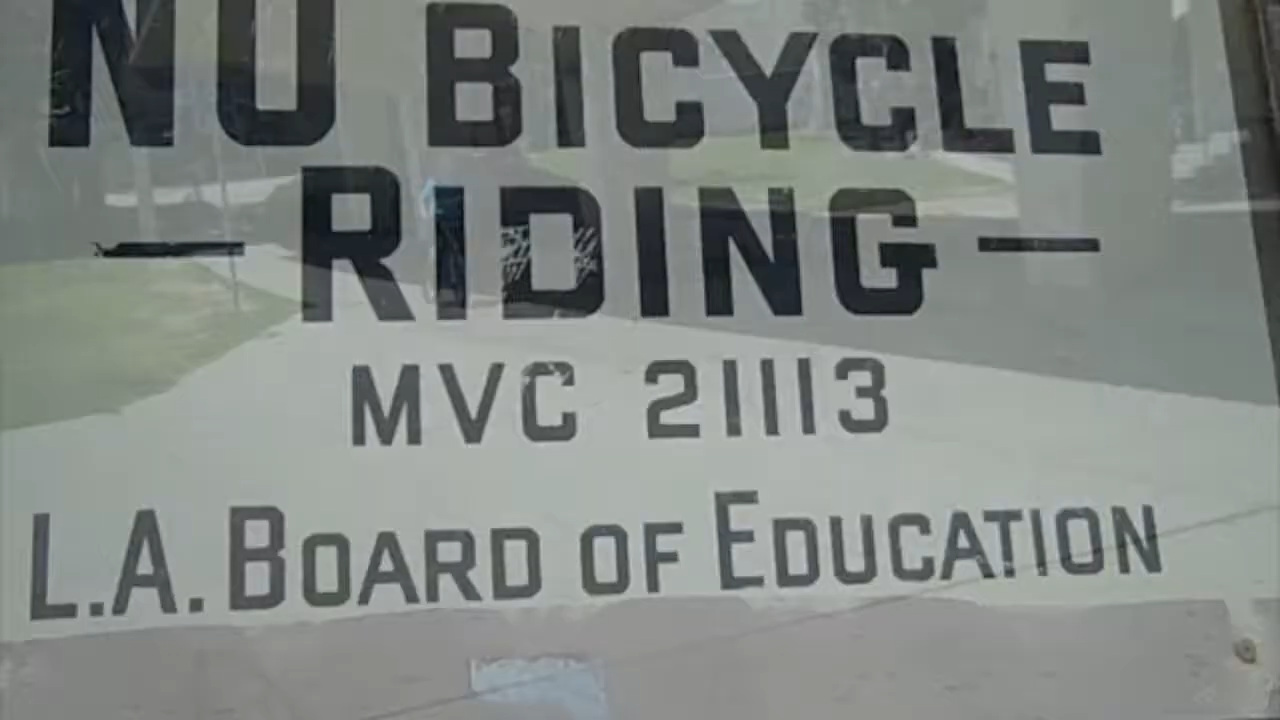 NO BICYCLE
— RIDING —
MVC 21113
L.A. BOARD OF EDUCATION